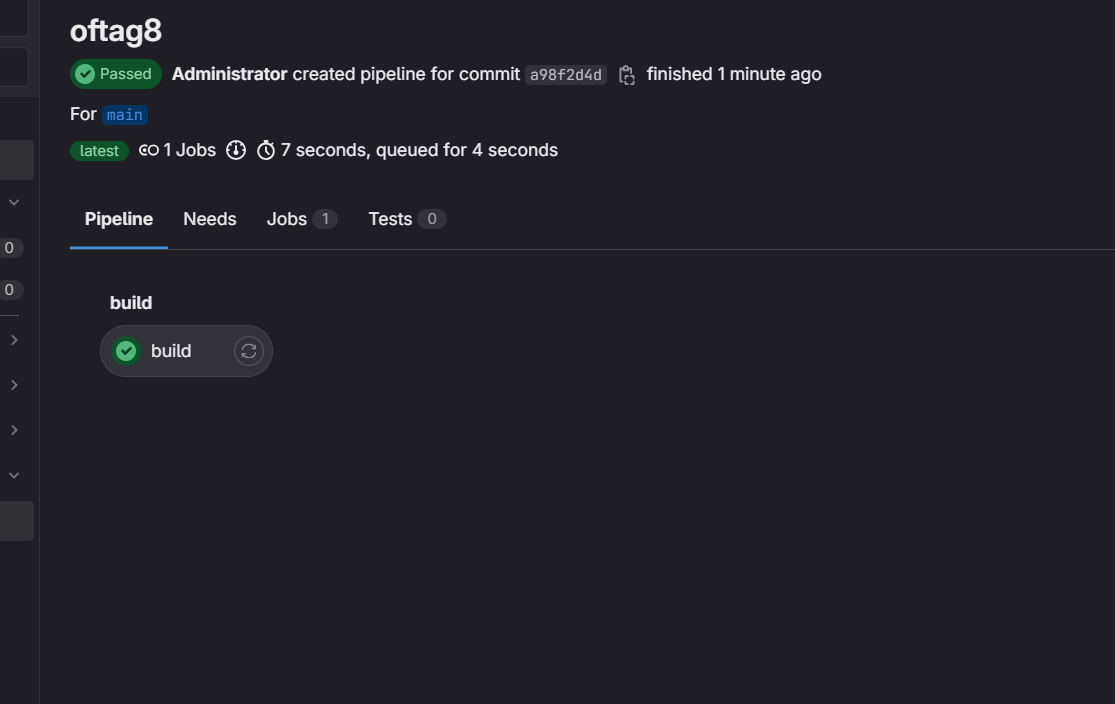 oftag8
Passed Administrator created pipeline for commit a98f2d4d finished 1 minute ago
For main
latest 1 Jobs 7 seconds, queued for 4 seconds
Pipeline Needs Jobs 1 Tests 0
0
0
build
build